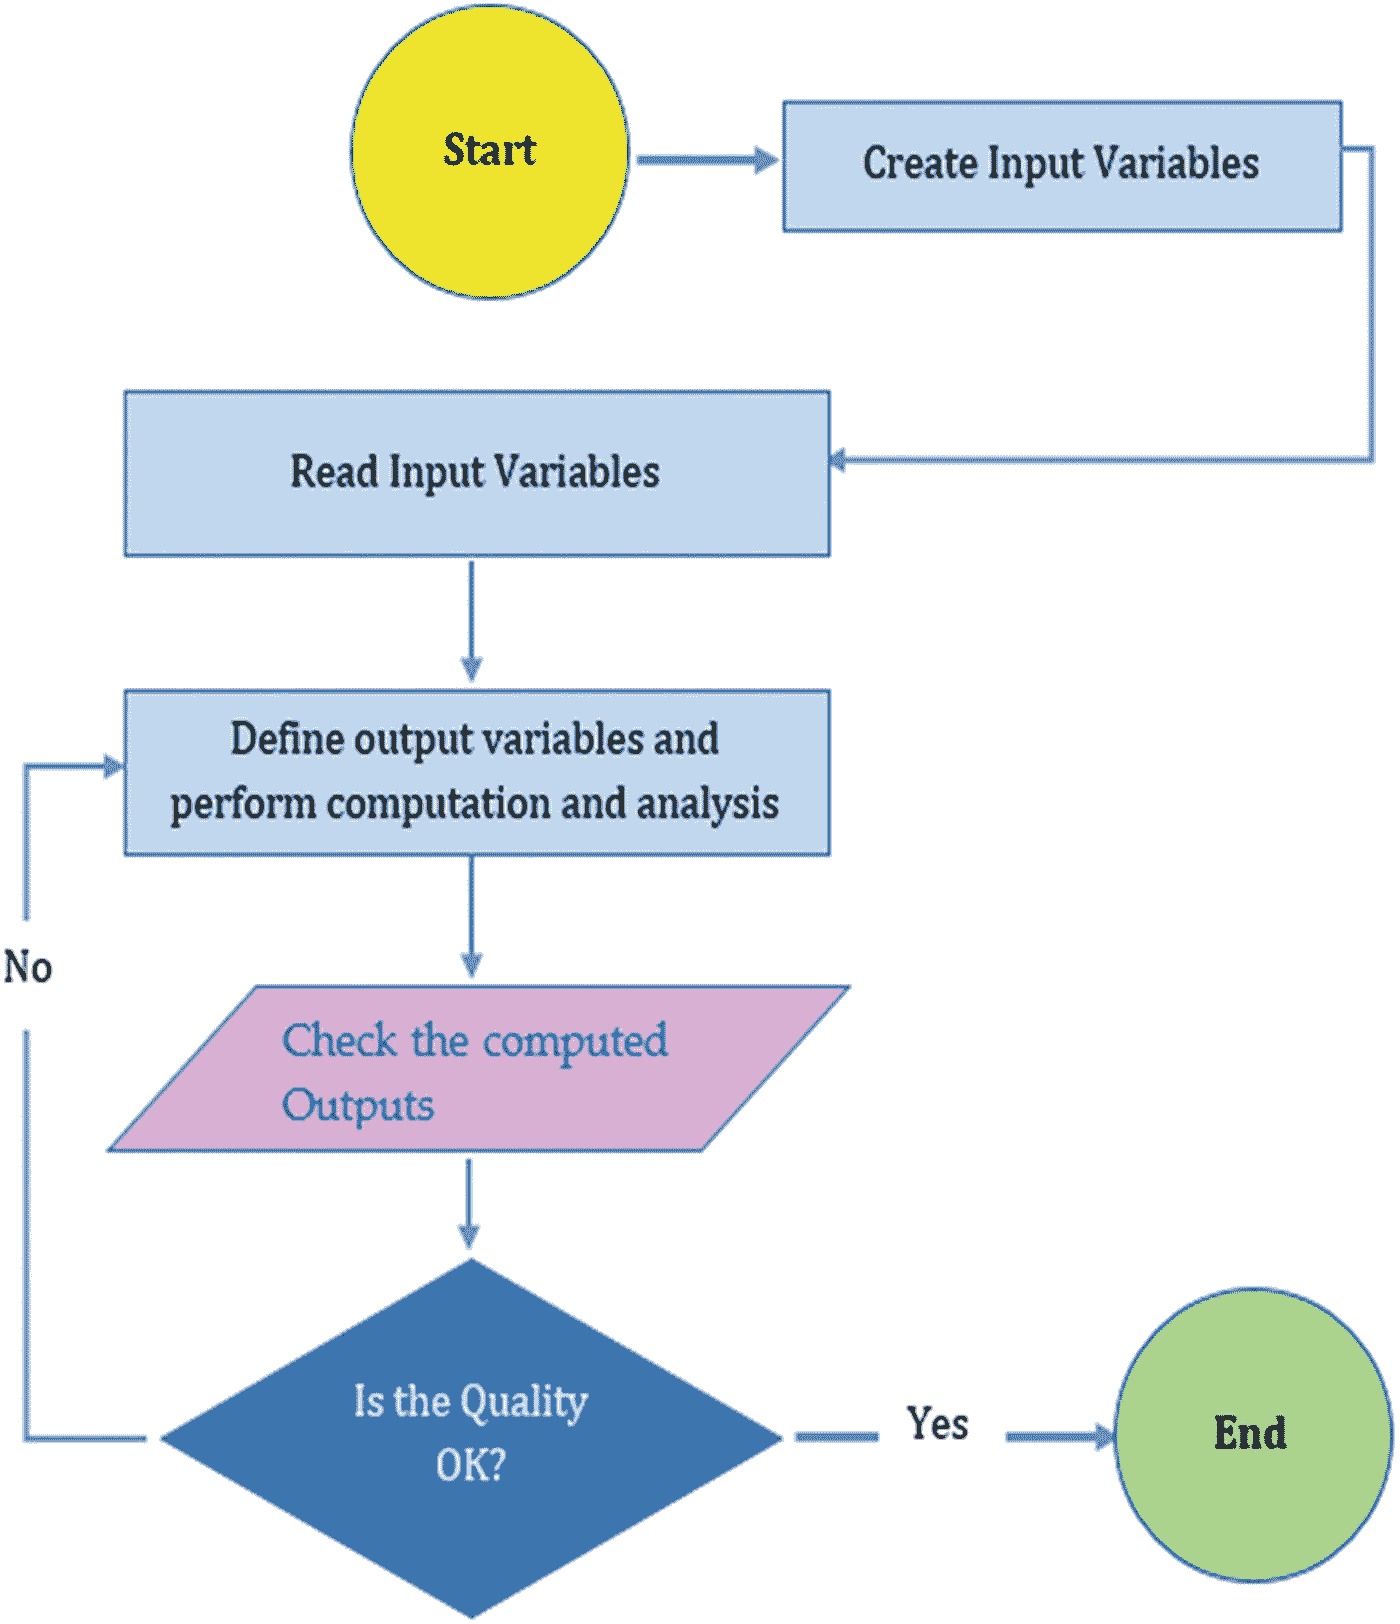 Start
Create Input Variables
Read Input Variables
Define output variables and
perform computation and analysis
No
Check the computed
Outputs
Is the Quality
OK?
Yes
End